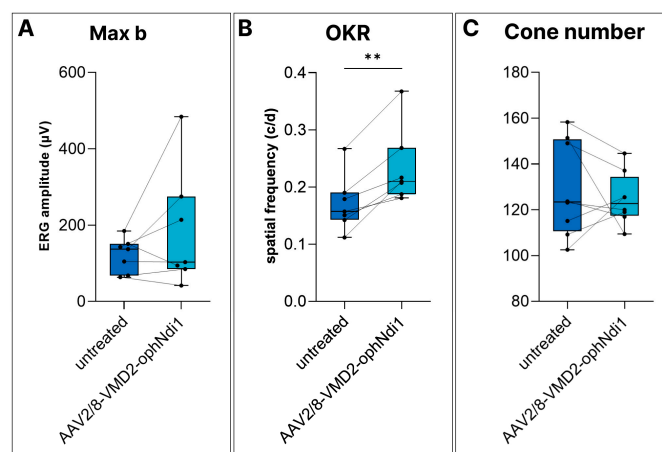 A
Max b
ERG amplitude (µV)
600
400
200
0
untreated
AAV2/8-VMD2-ophNdi1
B
OKR
spatial frequency (c/d)
0.4
0.3
0.2
0.1
0.0
**
untreated
AAV2/8-VMD2-ophNdi1
C
Cone number
180
160
140
120
100
80
untreated
AAV2/8-VMD2-ophNdi1